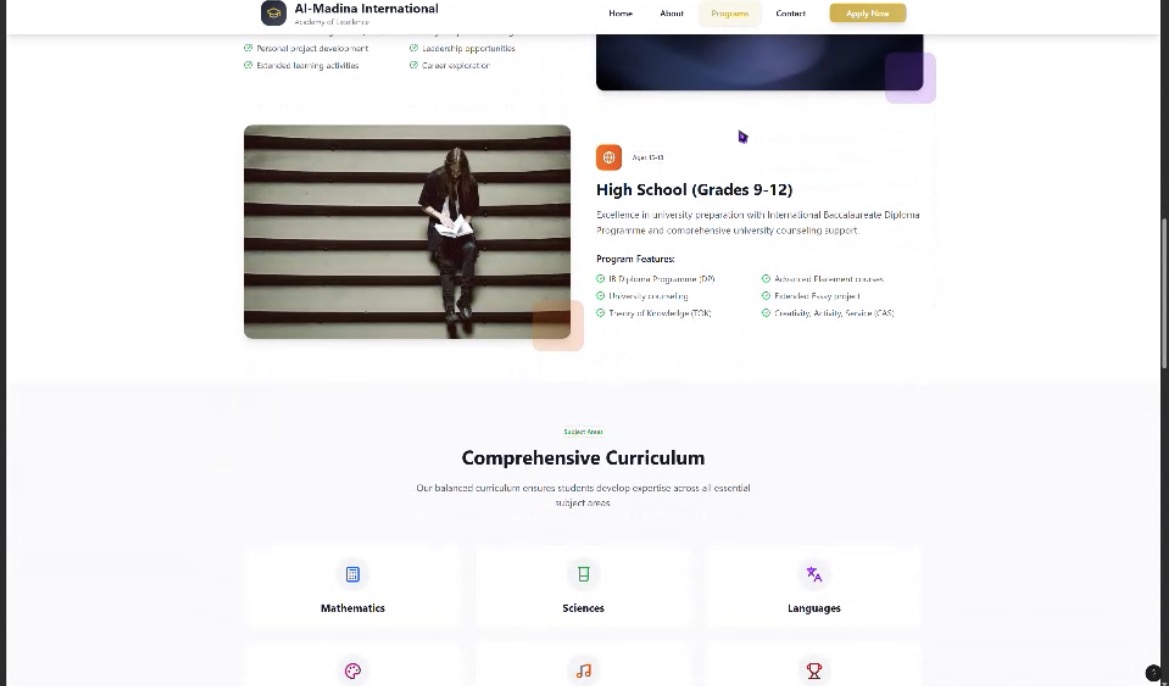 Al-Madina International
Academy of Excellence
Home About Programs Contact Apply Now
Personal project development
Leadership opportunities
Extended learning activities
Career exploration
High School (Grades 9-12)
Excellence in university preparation with International Baccalaureate Diploma
Programme and comprehensive university counseling support.
Program Features:
IB Diploma Programme (DP)
Advanced Placement courses
University counseling
Extended Essay project
Theory of Knowledge (TOK)
Creativity, Activity, Service (CAS)
Subject Areas
Comprehensive Curriculum
Our balanced curriculum ensures students develop expertise across all essential
subject areas
Mathematics
Sciences
Languages
?